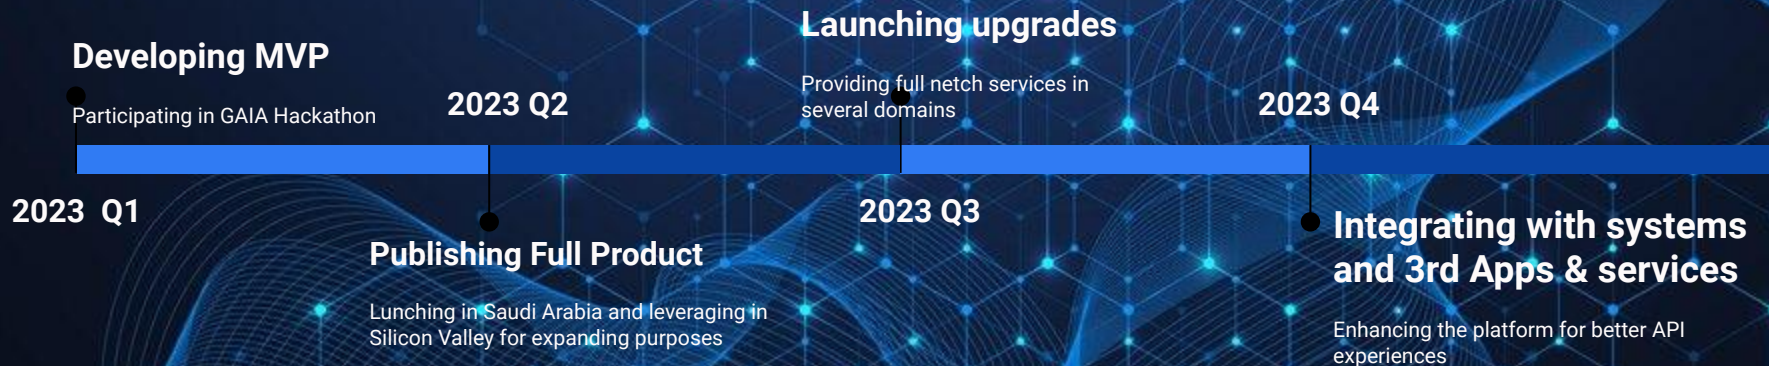 Developing MVP
Participating in GAIA Hackathon
2023 Q1
2023 Q2
Publishing Full Product
Lunching in Saudi Arabia and leveraging in
Silicon Valley for expanding purposes
Launching upgrades
Providing full netch services in
several domains
2023 Q3
2023 Q4
Integrating with systems
and 3rd Apps & services
Enhancing the platform for better API
experiences